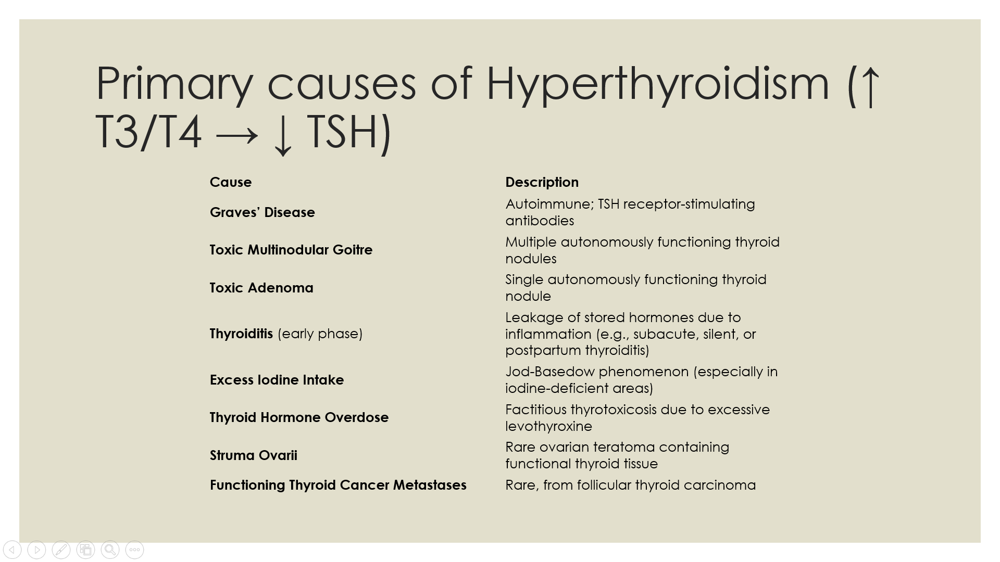 Primary causes of Hyperthyroidism (↑
T3/T4 → ↓ TSH)
Cause
Description
Graves’ Disease
Autoimmune; TSH receptor-stimulating
antibodies
Toxic Multinodular Goitre
Multiple autonomously functioning thyroid
nodules
Toxic Adenoma
Single autonomously functioning thyroid
nodule
Thyroiditis (early phase)
Leakage of stored hormones due to
inflammation (e.g., subacute, silent, or
postpartum thyroiditis)
Excess Iodine Intake
Jod-Basedow phenomenon (especially in
iodine-deficient areas)
Thyroid Hormone Overdose
Factitious thyrotoxicosis due to excessive
levothyroxine
Struma Ovarii
Rare ovarian teratoma containing
functional thyroid tissue
Functioning Thyroid Cancer Metastases
Rare, from follicular thyroid carcinoma